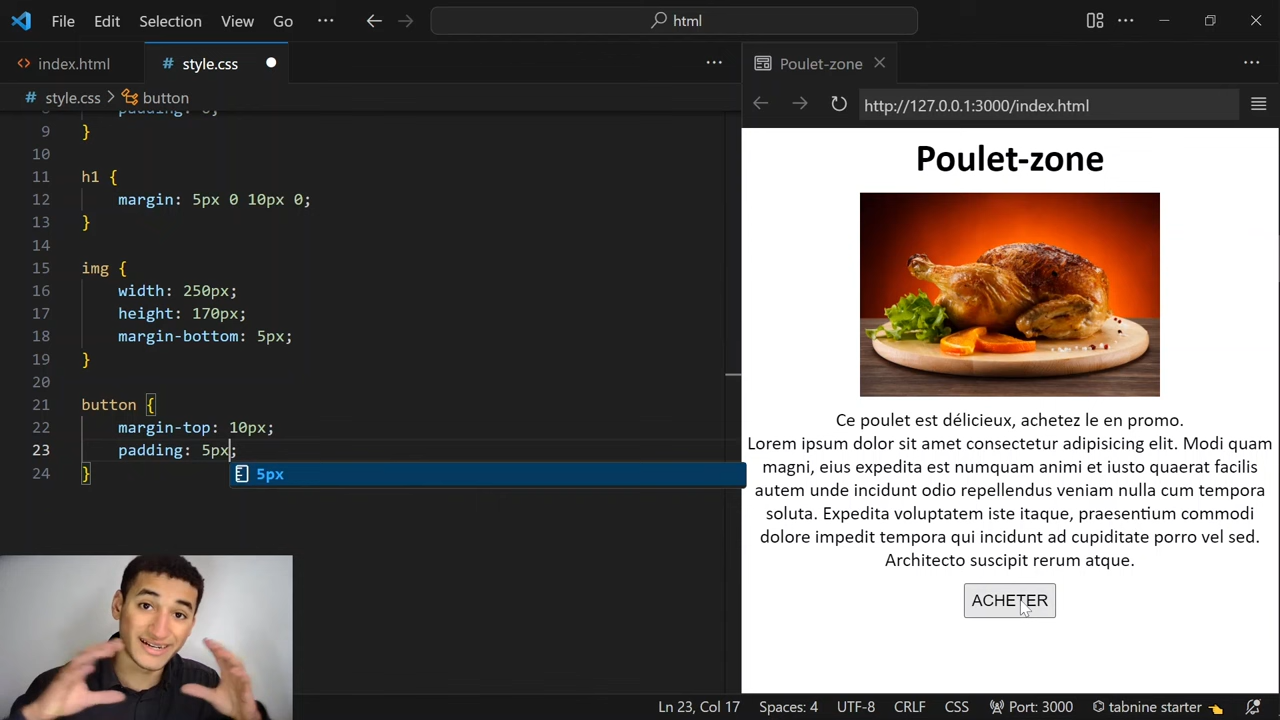 File Edit Selection View Go ··· html
index.html style.css ···
style.css > button
8 padding: 0;
9 }
10
11 h1 {
12 margin: 5px 0 10px 0;
13 }
14
15 img {
16 width: 250px;
17 height: 170px;
18 margin-bottom: 5px;
19 }
20
21 button {
22 margin-top: 10px;
23 padding: 5px;
24 }
5px
Poulet-zone
http://127.0.0.1:3000/index.html
Poulet-zone
Ce poulet est délicieux, achetez le en promo.
Lorem ipsum dolor sit amet consectetur adipisicing elit. Modi quam
magni, eius expedita est numquam animi et iusto quaerat facilis
autem unde incidunt odio repellendus veniam nulla cum tempora
soluta. Expedita voluptatem iste itaque, praesentium commodi
dolore impedit tempora qui incidunt ad cupiditate porro vel sed.
Architecto suscipit rerum atque.
ACHETER
Ln 23, Col 17 Spaces: 4 UTF-8 CRLF CSS Port: 3000 tabnine starter